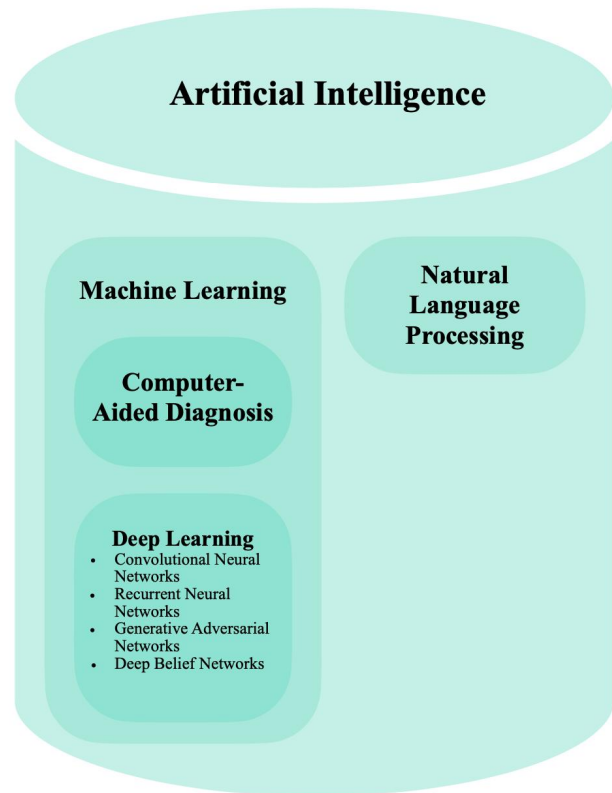 Artificial Intelligence
Machine Learning
Computer-
Aided Diagnosis
Deep Learning
• Convolutional Neural
Networks
• Recurrent Neural
Networks
• Generative Adversarial
Networks
• Deep Belief Networks
Natural
Language
Processing